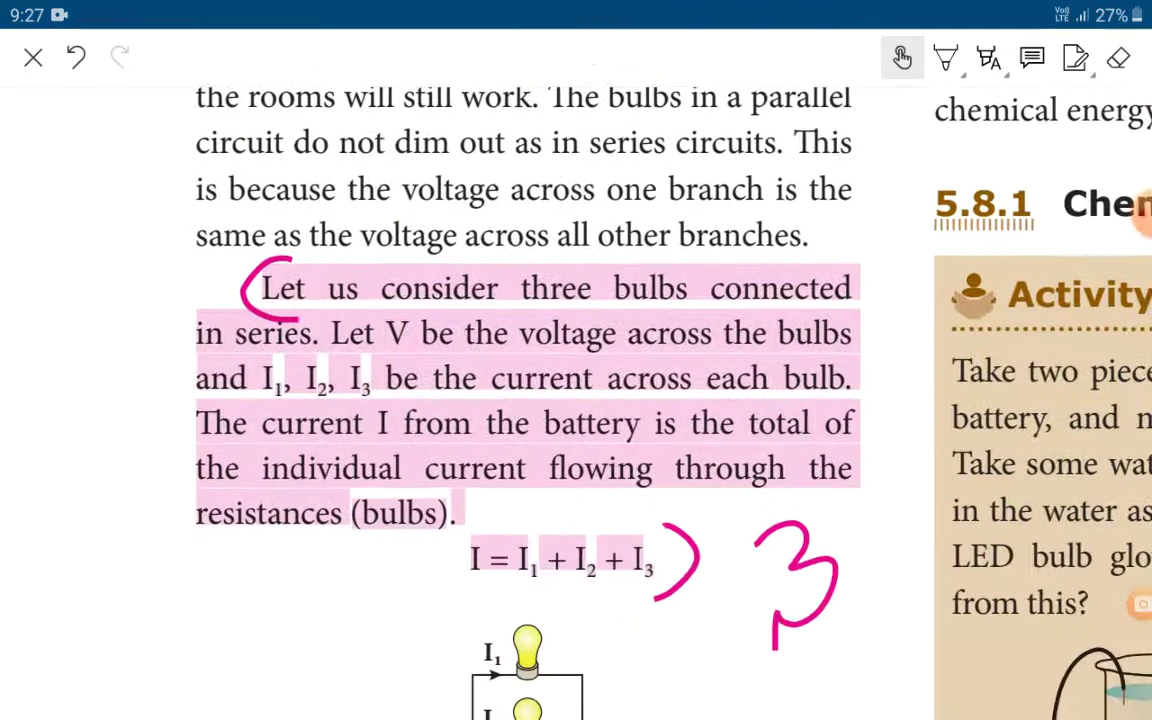 9:27
VoI) LTE 27%
the rooms will still work. The bulbs in a parallel
circuit do not dim out as in series circuits. This
is because the voltage across one branch is the
same as the voltage across all other branches.
Let us consider three bulbs connected
in series. Let V be the voltage across the bulbs
and I₁, I₂, I₃ be the current across each bulb.
The current I from the battery is the total of
the individual current flowing through the
resistances (bulbs).
I = I₁ + I₂ + I₃
3
I₁
I
chemical energy
5.8.1 Chem
Activity
Take two piece
battery, and m
Take some wat
in the water as
LED bulb glo
from this?